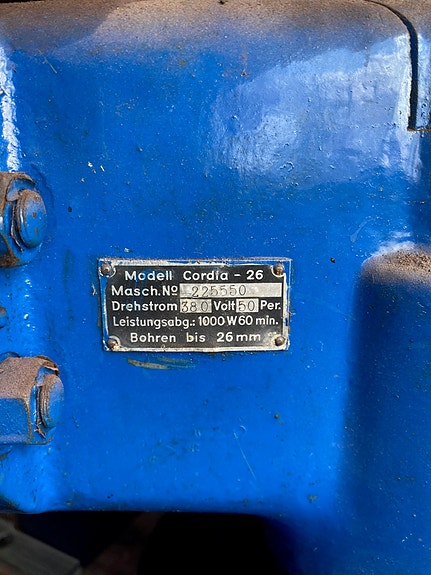 Modell Cordia - 26
Masch.No 225550
Drehstrom 380 Volt 50 Per.
Leistungsabg.: 1000 W 60 min.
Bohren bis 26 mm